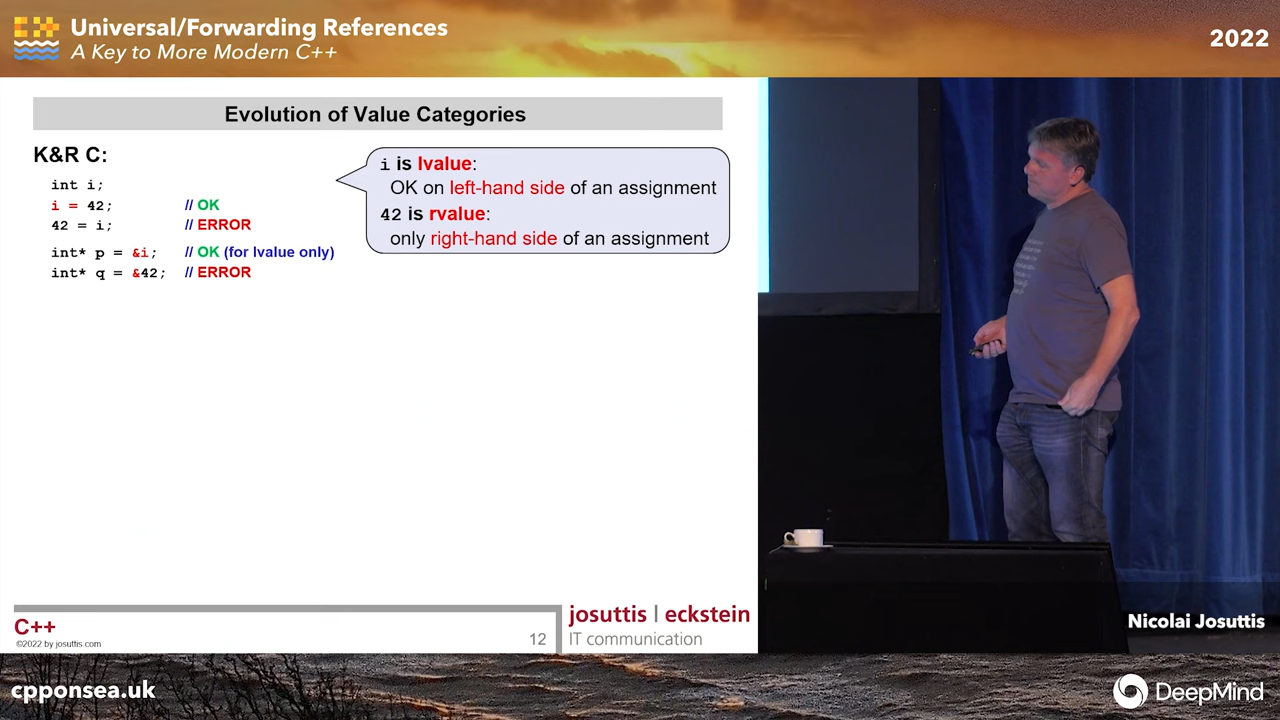 Universal/Forwarding References
A Key to More Modern C++
2022
Evolution of Value Categories
K&R C:
int i;
i = 42; // OK
42 = i; // ERROR
int* p = &i; // OK (for lvalue only)
int* q = &42; // ERROR
i is lvalue:
OK on left-hand side of an assignment
42 is rvalue:
only right-hand side of an assignment
C++
©2022 by josuttis.com
12
josuttis | eckstein
IT communication
Nicolai Josuttis
cpponsea.uk
DeepMind